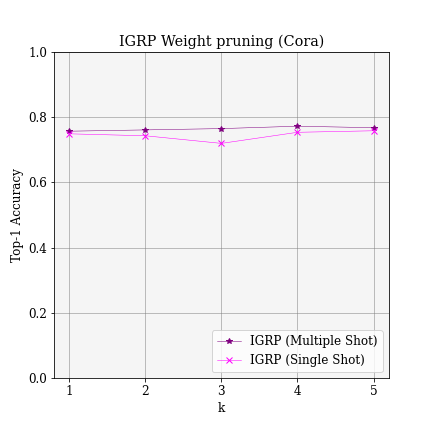 IGRP Weight pruning (Cora)
1.0
0.8
0.6
0.4
0.2
0.0
Top-1 Accuracy
IGRP (Multiple Shot)
IGRP (Single Shot)
1 2 3 4 5
k